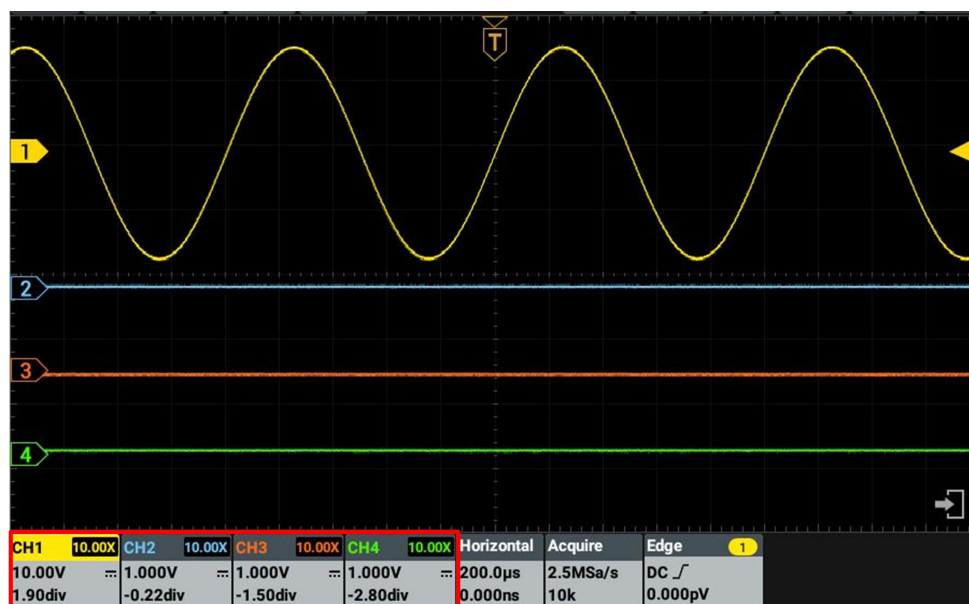 T
1
2
3
4
CH1 10.00X CH2 10.00X CH3 10.00X CH4 10.00X Horizontal Acquire Edge 1
10.00V 1.000V 1.000V 1.000V 200.0µs 2.5MSa/s DC
1.90div -0.22div -1.50div -2.80div 0.000ns 10k 0.000pV